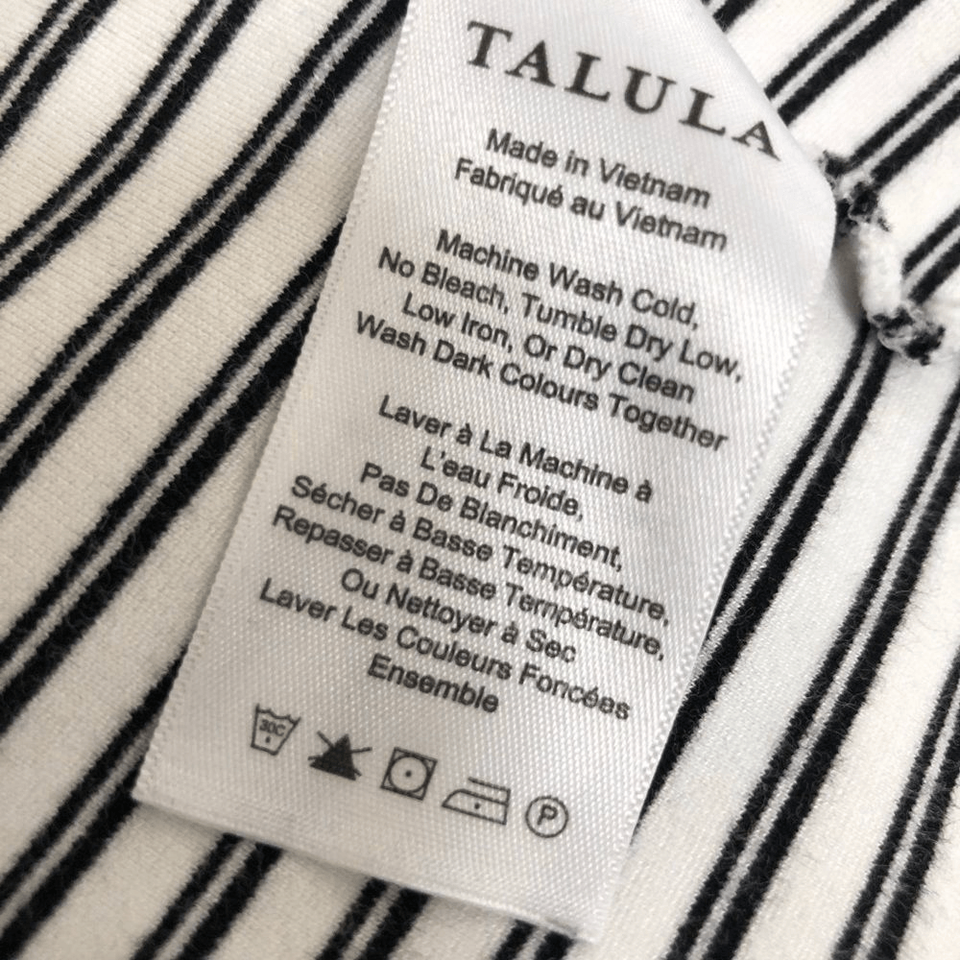 TALULA
Made in Vietnam
Fabriqué au Vietnam
Machine Wash Cold,
No Bleach, Tumble Dry Low,
Low Iron, Or Dry Clean
Wash Dark Colours Together
Laver à La Machine à
L'eau Froide,
Pas De Blanchiment,
Sécher à Basse Température,
Repasser à Basse Température,
Ou Nettoyer à Sec
Laver Les Couleurs Foncées
Ensemble
30C P